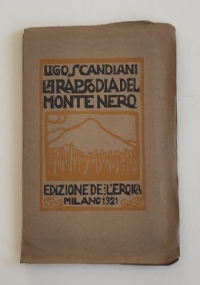 UGO SCANDIANI
LA RAPSODIA DEL
MONTE NERO
EDIZIONE DE L'EROICA
MILANO 1921